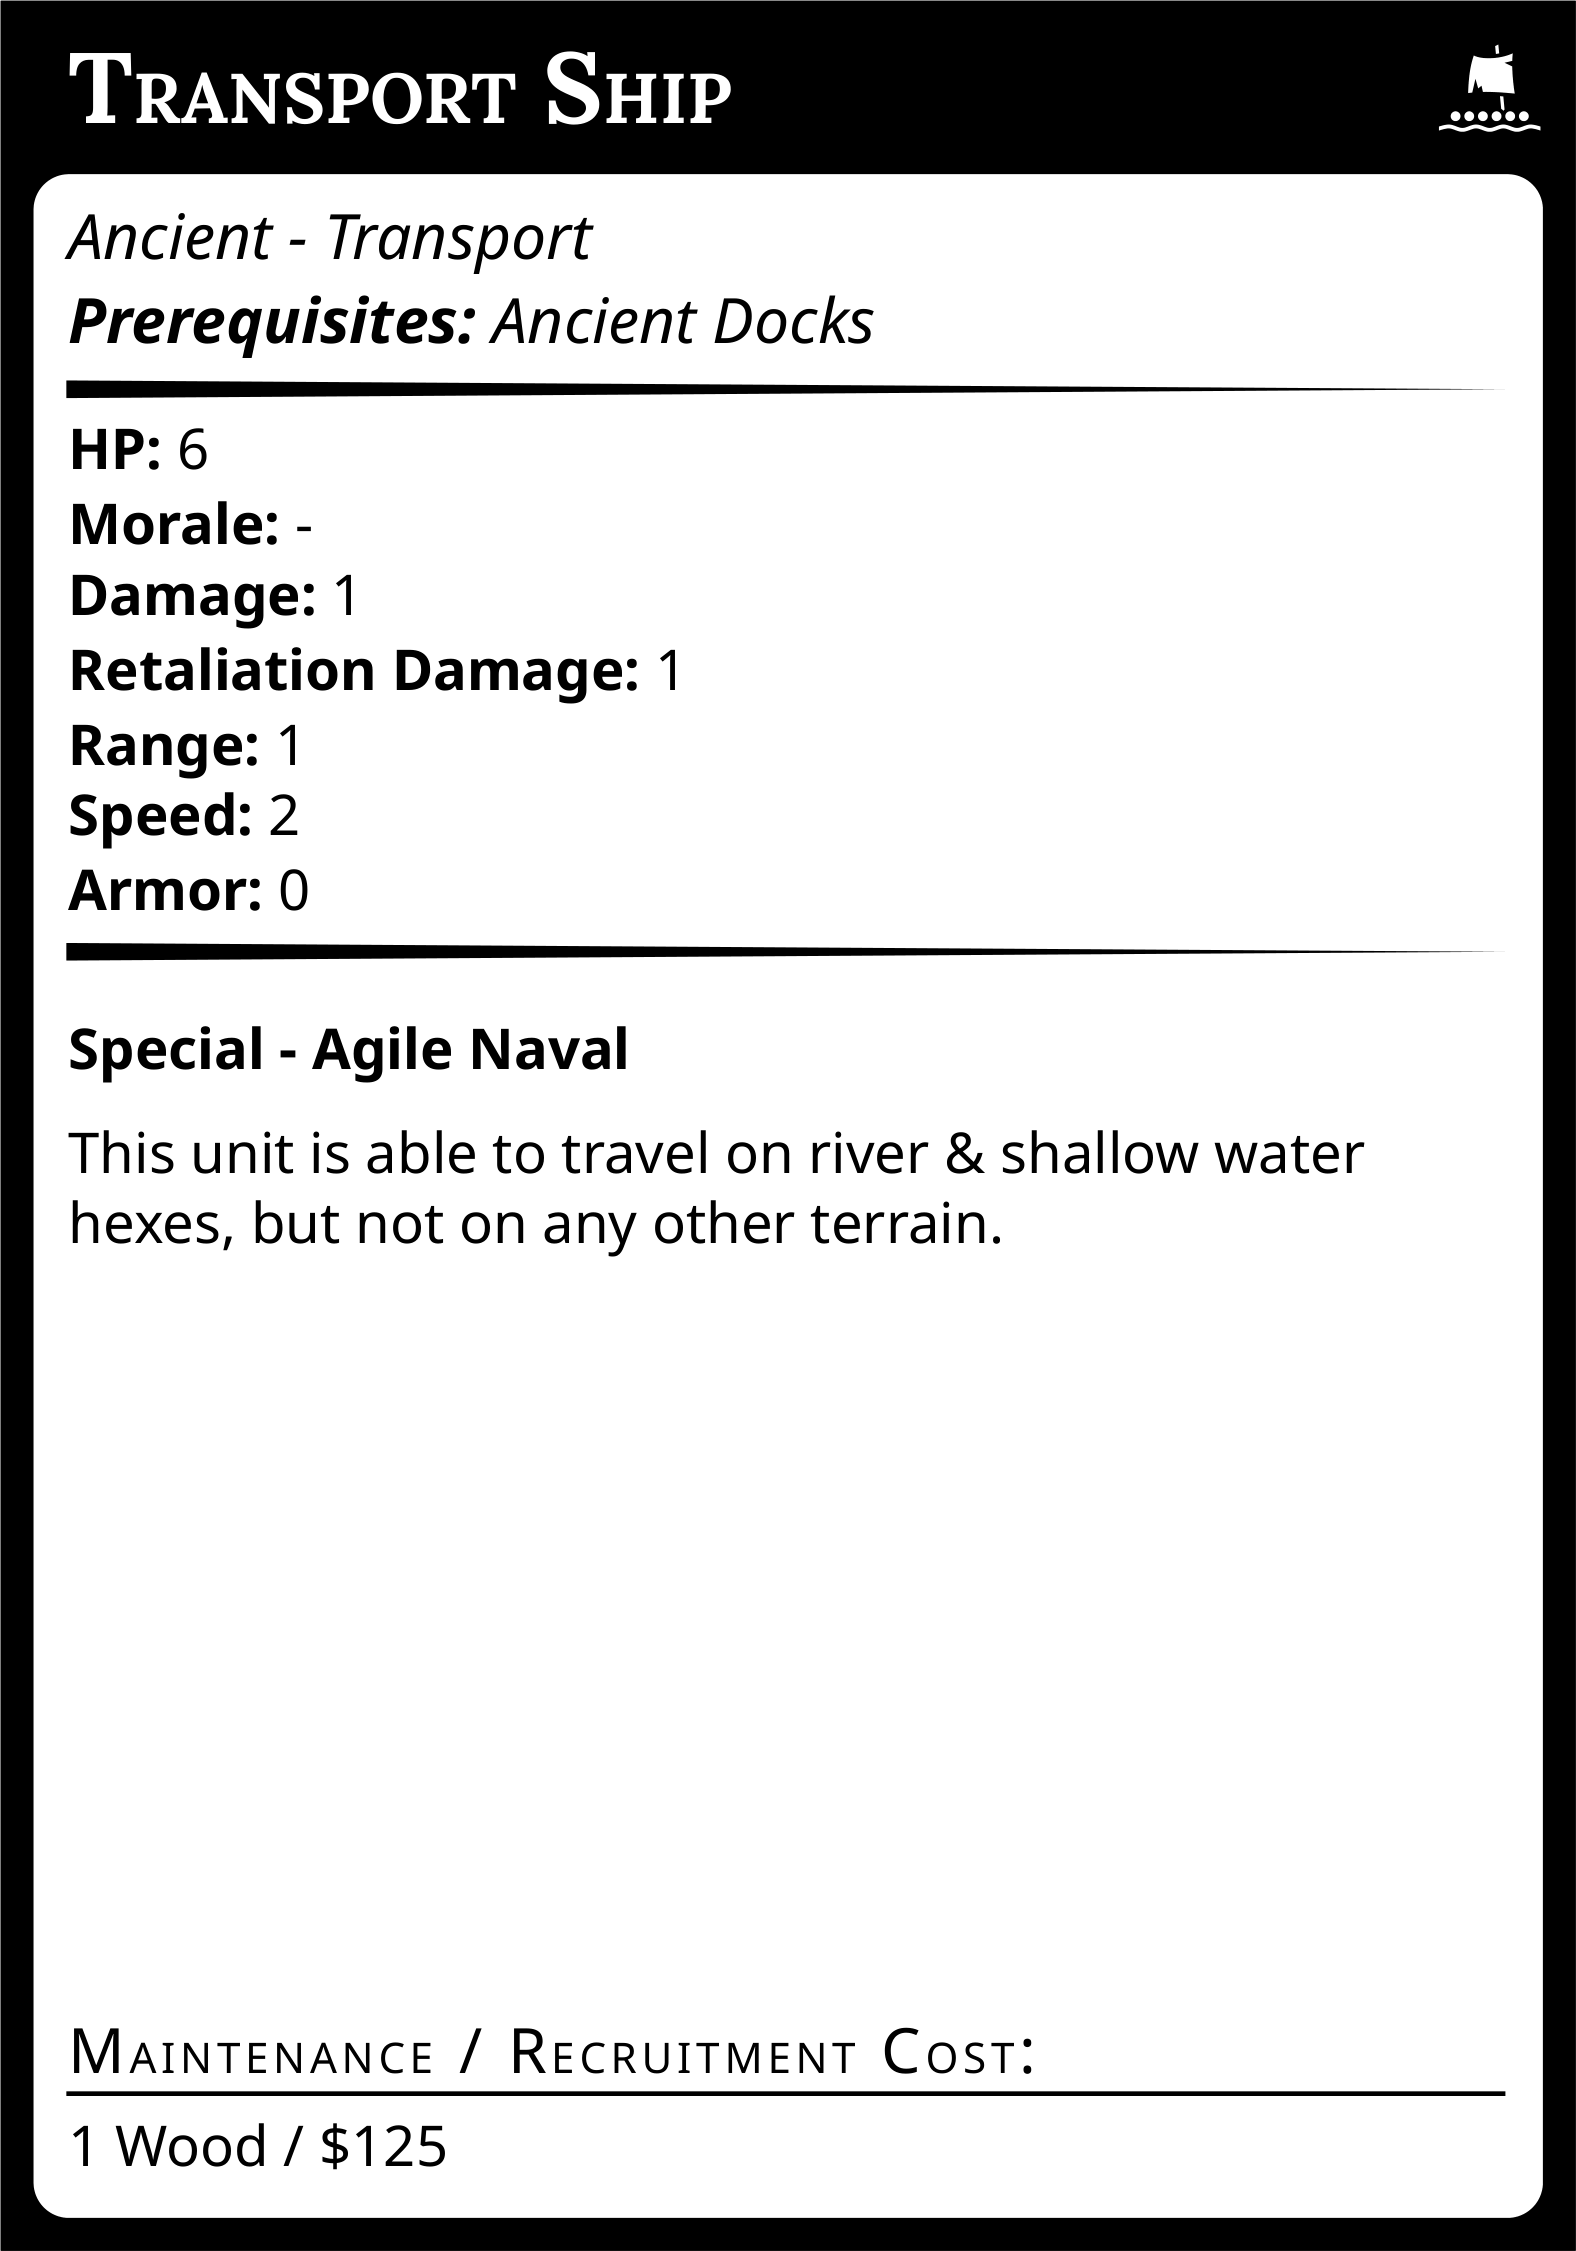 Transport Ship
Ancient - Transport
Prerequisites: Ancient Docks
HP: 6
Morale: -
Damage: 1
Retaliation Damage: 1
Range: 1
Speed: 2
Armor: 0
Special - Agile Naval
This unit is able to travel on river & shallow water
hexes, but not on any other terrain.
Maintenance / Recruitment Cost:
1 Wood / $125